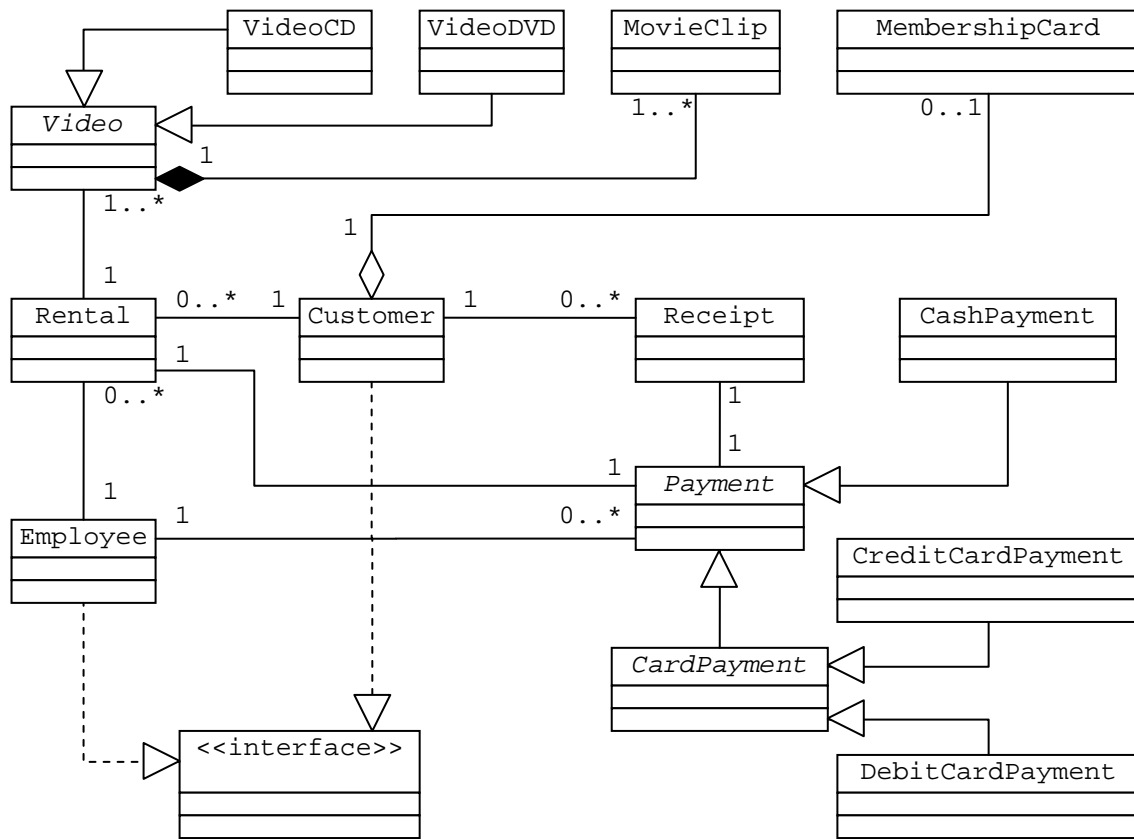 VideoCD
VideoDVD
MovieClip
MembershipCard
Video
1
1..*
0..1
1..*
1
1
0..*
1
1
0..*
Rental
Customer
Receipt
CashPayment
1
0..*
1
1
1
1
Payment
1
1
0..*
Employee
CreditCardPayment
CardPayment
<<interface>>
DebitCardPayment